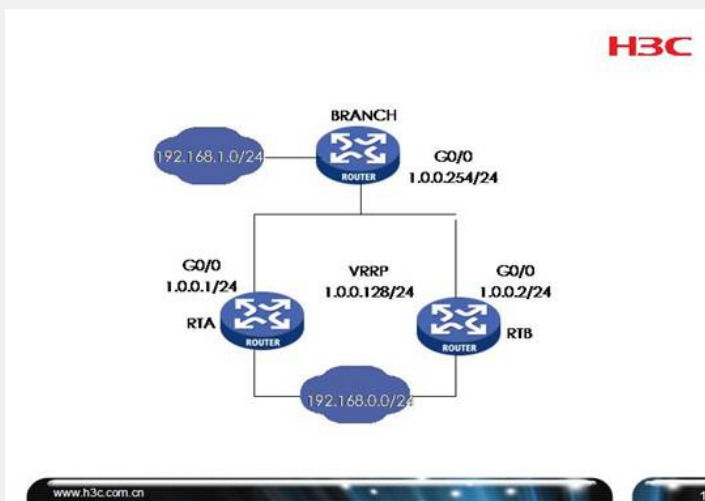 H3C
BRANCH
192.168.1.0/24
ROUTER
G0/0
1.0.0.254/24
G0/0
1.0.0.1/24
VRRP
1.0.0.128/24
G0/0
1.0.0.2/24
RTA
ROUTER
ROUTER
RTB
192.168.0.0/24
www.h3c.com.cn
1